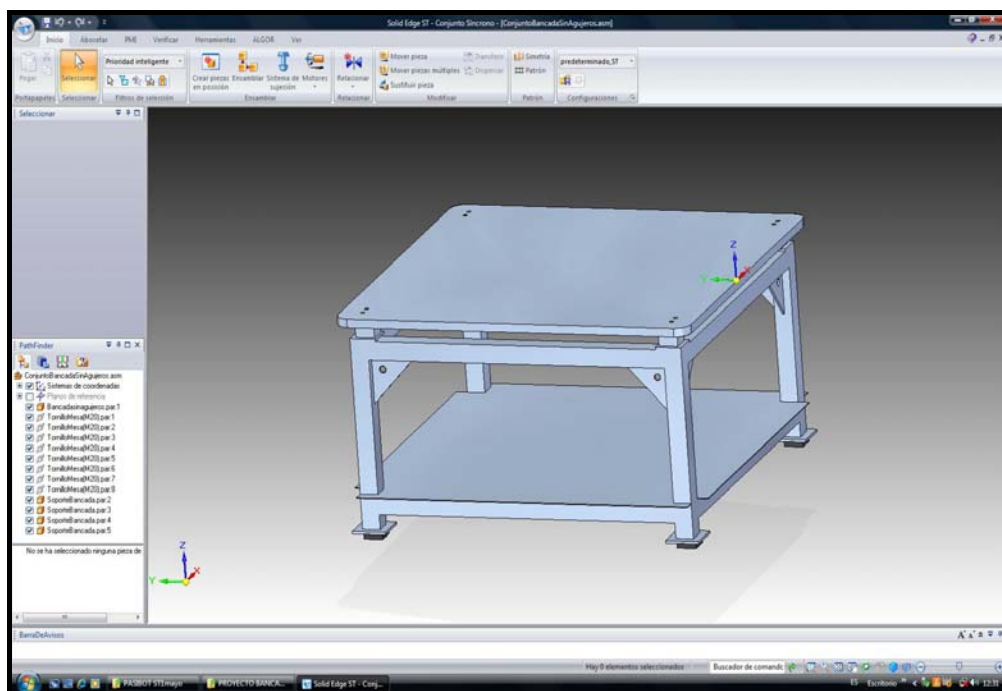 Solid Edge ST - Conjunto Síncrono - [ConjuntoBancadaSinAgujeros.asm]
Inicio Abocetar PMI Verificar Herramientas ALGOR Ver
Pegar
Seleccionar
Prioridad inteligente
Crear piezas en posición
Ensamblar
Sistema de sujeción
Motores
Relacionar
Mover pieza
Mover piezas múltiples
Sustituir pieza
Transferir
Dispersar
Simetría
Patrón
predeterminado,ST
Portapapeles Seleccionar Filtros de selección Ensamblar Relacionar Modificar Patrón Configuraciones
Seleccionar
Z
Y
X
PathFinder
ConjuntoBancadaSinAgujeros.asm
Sistemas de coordenadas
Planos de referencia
Bancadasinagujeros.par:1
TornilloMesa(M20).par:1
TornilloMesa(M20).par:2
TornilloMesa(M20).par:3
TornilloMesa(M20).par:4
TornilloMesa(M20).par:5
TornilloMesa(M20).par:6
TornilloMesa(M20).par:7
TornilloMesa(M20).par:8
SoporteBancada.par:2
SoporteBancada.par:3
SoporteBancada.par:4
SoporteBancada.par:5
No se ha seleccionado ninguna pieza de
Z
Y
X
BarraDeAvisos
Hay 0 elementos seleccionados
Buscador de comando
PASIBOT ST1mayo
PROYECTO BANCA...
Solid Edge ST - Conj...
ES Escritorio
12:31